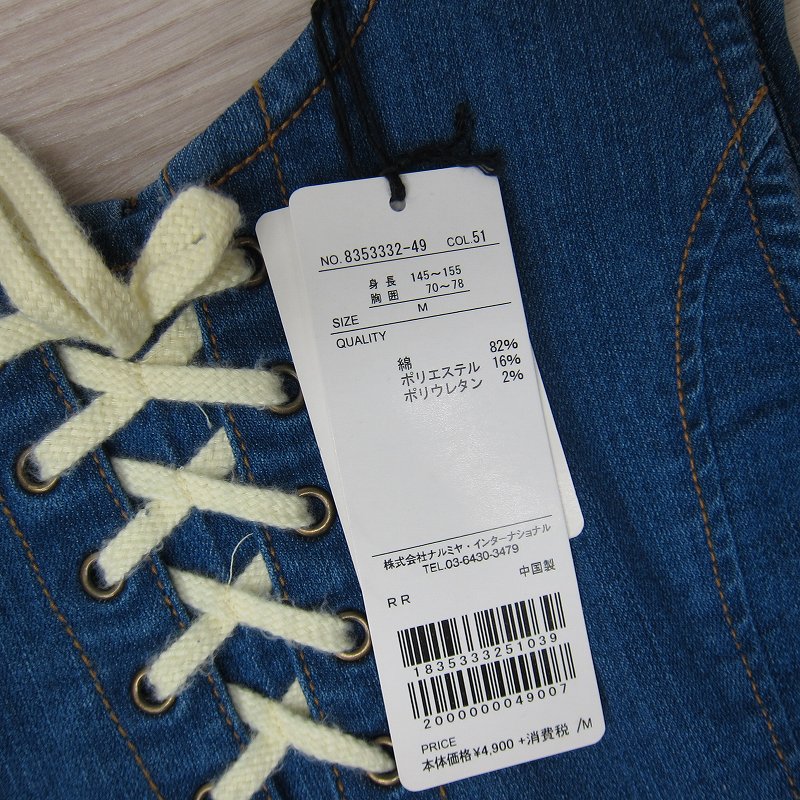 NO. 8353332-49 COL. 51
身長 145～155
胸囲 70～78
SIZE M
QUALITY
綿 82%
ポリエステル 16%
ポリウレタン 2%
株式会社ナルミヤ・インターナショナル
TEL.03-6430-3479
中国製
R R
1835333251039
2000000049007
PRICE
本体価格¥4,900 +消費税 /M